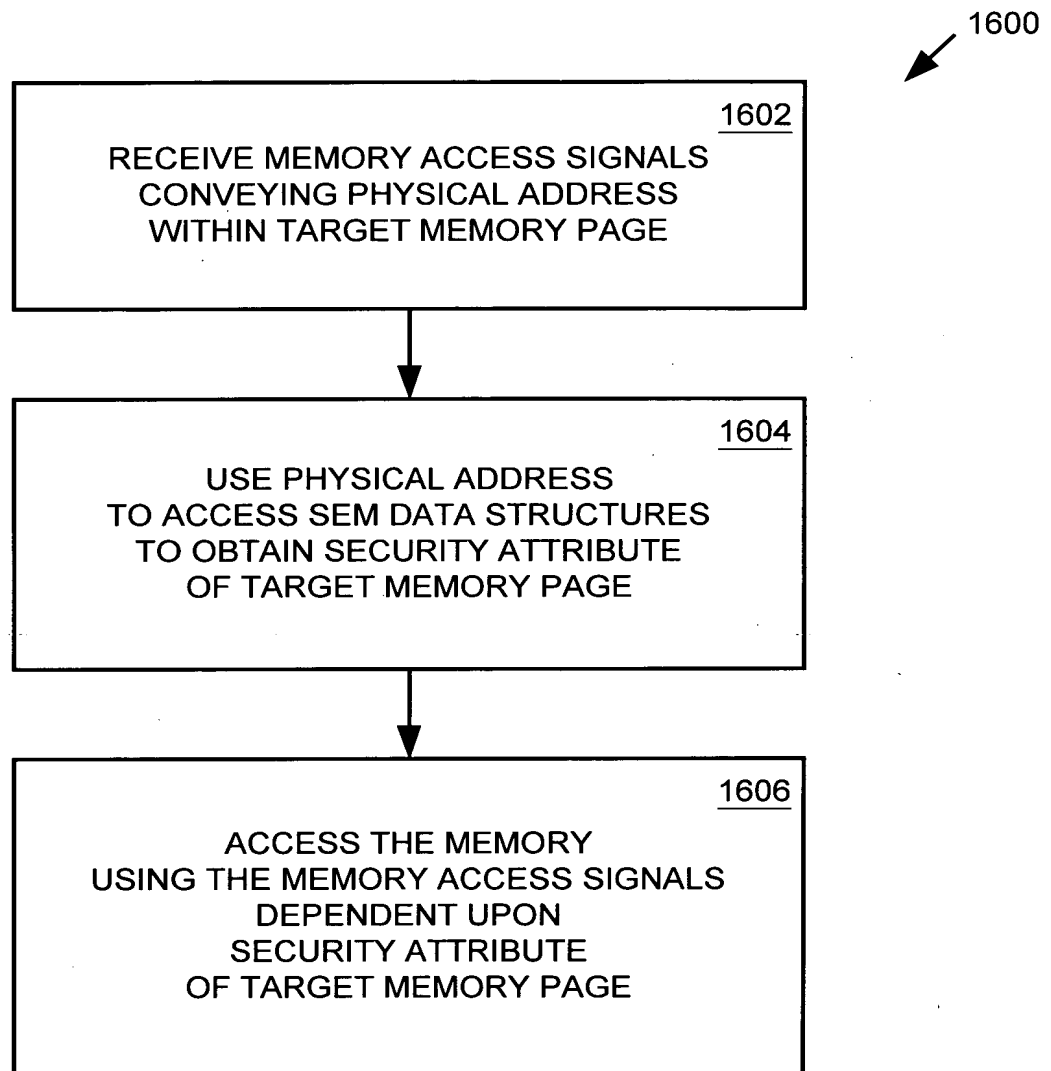 1600
1602
RECEIVE MEMORY ACCESS SIGNALS
CONVEYING PHYSICAL ADDRESS
WITHIN TARGET MEMORY PAGE
1604
USE PHYSICAL ADDRESS
TO ACCESS SEM DATA STRUCTURES
TO OBTAIN SECURITY ATTRIBUTE
OF TARGET MEMORY PAGE
1606
ACCESS THE MEMORY
USING THE MEMORY ACCESS SIGNALS
DEPENDENT UPON
SECURITY ATTRIBUTE
OF TARGET MEMORY PAGE